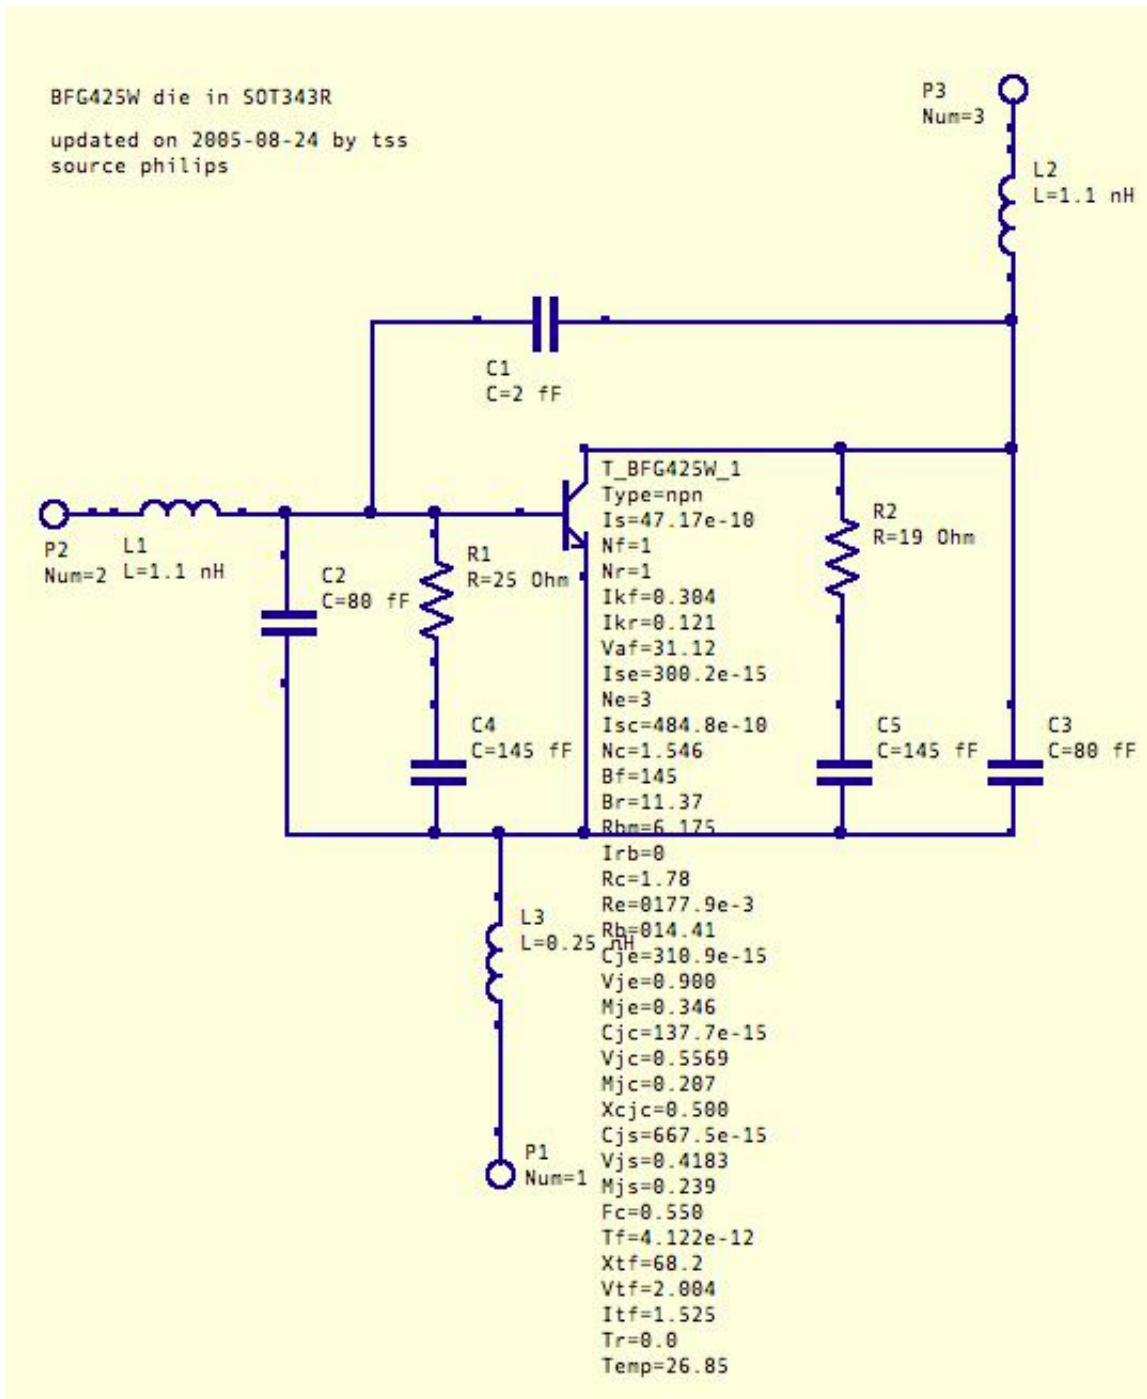 BFG425W die in SOT343R
updated on 2005-08-24 by tss
source philips
P3
Num=3
L2
L=1.1 nH
C1
C=2 fF
P2
Num=2
L1
L=1.1 nH
C2
C=80 fF
R1
R=25 Ohm
C4
C=145 fF
T_BFG425W_1
Type=npn
Is=47.17e-18
Nf=1
Nr=1
Ikf=0.304
Ikr=0.121
Vaf=31.12
Ise=300.2e-15
Ne=3
Isc=484.8e-18
Nc=1.546
Bf=145
Br=11.37
Rbm=6.175
Irb=0
Rc=1.78
Re=0177.9e-3
Rb=014.41
Cje=310.9e-15
Vje=0.900
Mje=0.346
Cjc=137.7e-15
Vjc=0.5569
Mjc=0.207
Xcjc=0.500
Cjs=667.5e-15
Vjs=0.4183
Mjs=0.239
Fc=0.550
Tf=4.122e-12
Xtf=68.2
Vtf=2.004
Itf=1.525
Tr=0.0
Temp=26.85
R2
R=19 Ohm
C5
C=145 fF
C3
C=80 fF
L3
L=0.25 nH
P1
Num=1